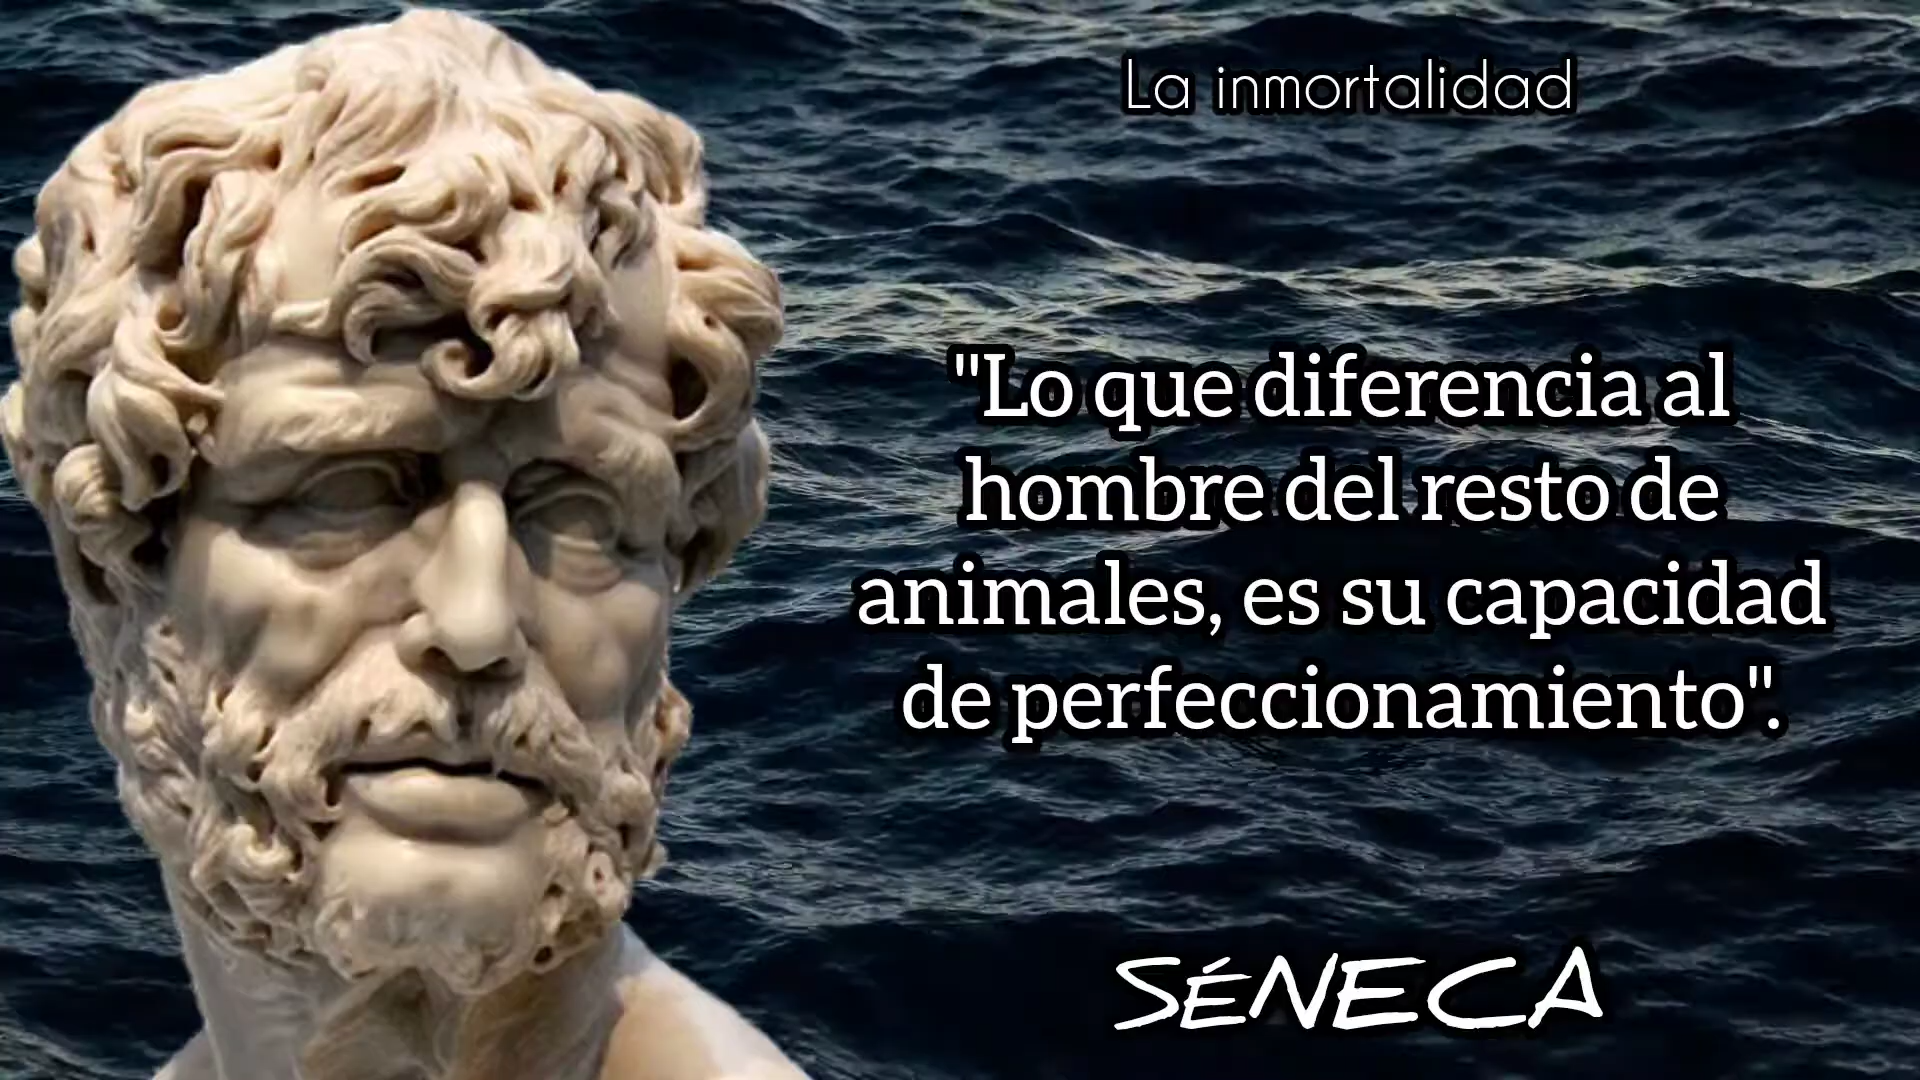 La inmortalidad
"Lo que diferencia al
hombre del resto de
animales, es su capacidad
de perfeccionamiento".
SÉNECA